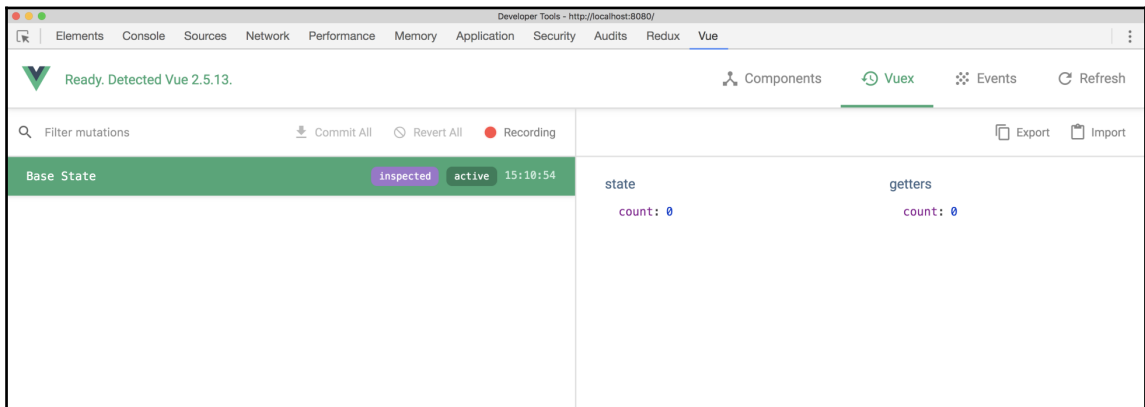 Developer Tools - http://localhost:8080/
Elements Console Sources Network Performance Memory Application Security Audits Redux Vue
Ready. Detected Vue 2.5.13. Components Vuex Events Refresh
Filter mutations Commit All Revert All Recording Export Import
Base State inspected active 15:10:54
state getters
count: 0 count: 0